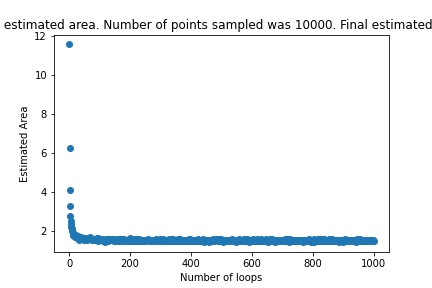 estimated area. Number of points sampled was 10000. Final estimated
12
10
8
6
4
2
Estimated Area
0 200 400 600 800 1000
Number of loops